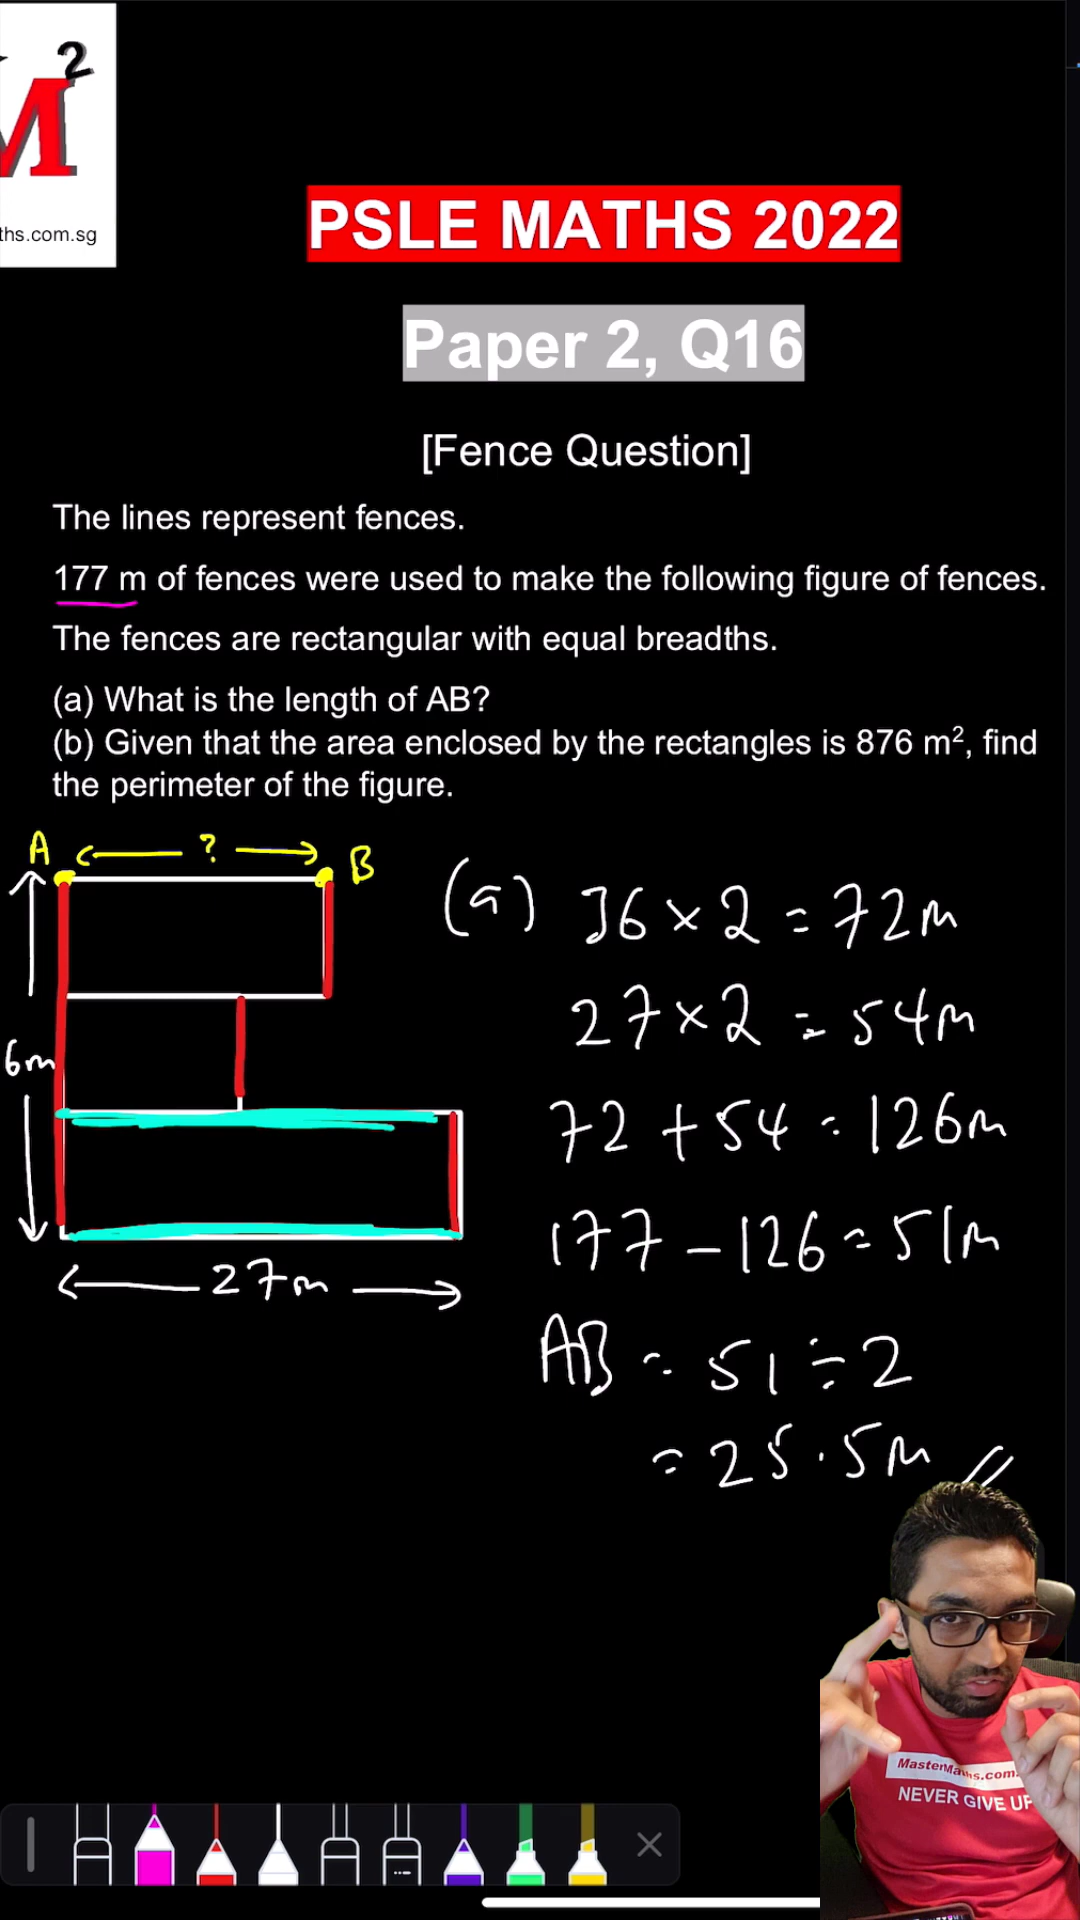 M²
ths.com.sg
PSLE MATHS 2022
Paper 2, Q16
[Fence Question]
The lines represent fences.
177 m of fences were used to make the following figure of fences.
The fences are rectangular with equal breadths.
(a) What is the length of AB?
(b) Given that the area enclosed by the rectangles is 876 m², find
the perimeter of the figure.
A ? B
6m
27m
(a) 36 × 2 = 72m
27 × 2 = 54m
72 + 54 = 126m
177 - 126 = 51m
AB = 51 ÷ 2
= 25.5m
MasterMaths.com.
NEVER GIVE UP